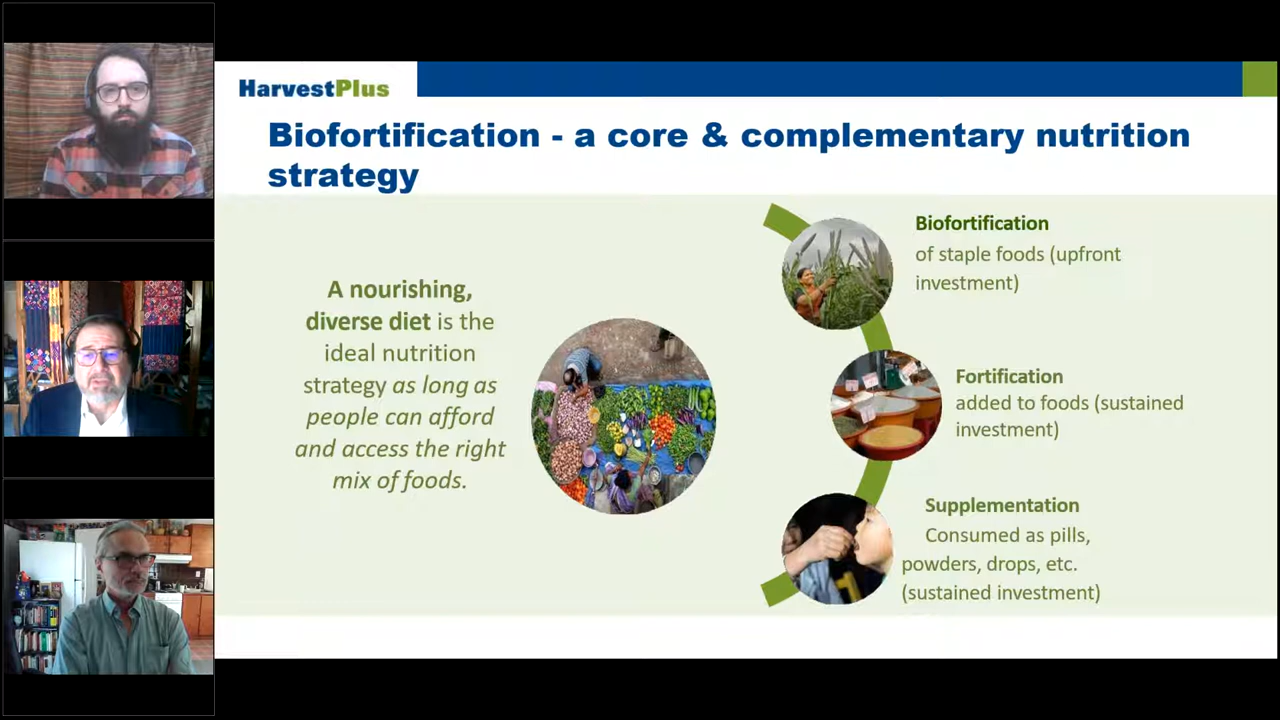 HarvestPlus
Biofortification - a core & complementary nutrition
strategy
A nourishing,
diverse diet is the
ideal nutrition
strategy as long as
people can afford
and access the right
mix of foods.
Biofortification
of staple foods (upfront
investment)
Fortification
added to foods (sustained
investment)
Supplementation
Consumed as pills,
powders, drops, etc.
(sustained investment)